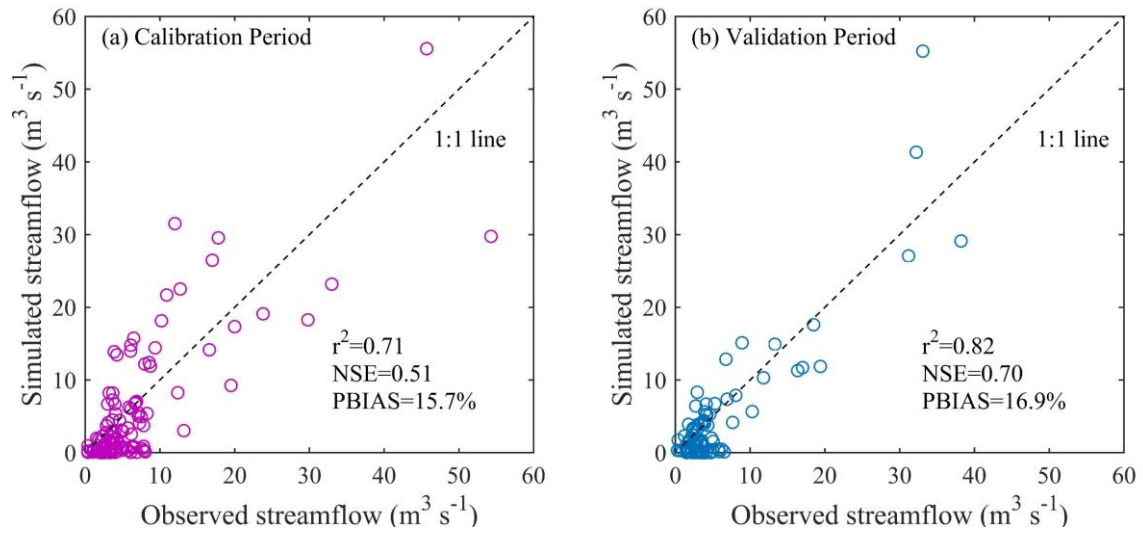 (a) Calibration Period
1:1 line
r²=0.71
NSE=0.51
PBIAS=15.7%
60
50
40
30
20
10
0
0 10 20 30 40 50 60
Simulated streamflow (m³ s⁻¹)
Observed streamflow (m³ s⁻¹)
(b) Validation Period
1:1 line
r²=0.82
NSE=0.70
PBIAS=16.9%
60
50
40
30
20
10
0
0 10 20 30 40 50 60
Simulated streamflow (m³ s⁻¹)
Observed streamflow (m³ s⁻¹)